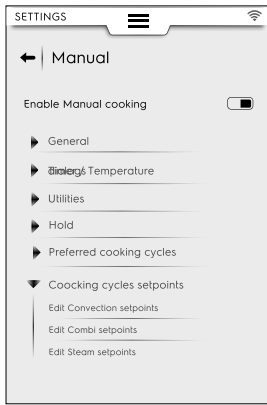 SETTINGS
Manual
Enable Manual cooking
General
Temperature
Utilities
Hold
Preferred cooking cycles
Coocking cycles setpoints
Edit Convection setpoints
Edit Combi setpoints
Edit Steam setpoints